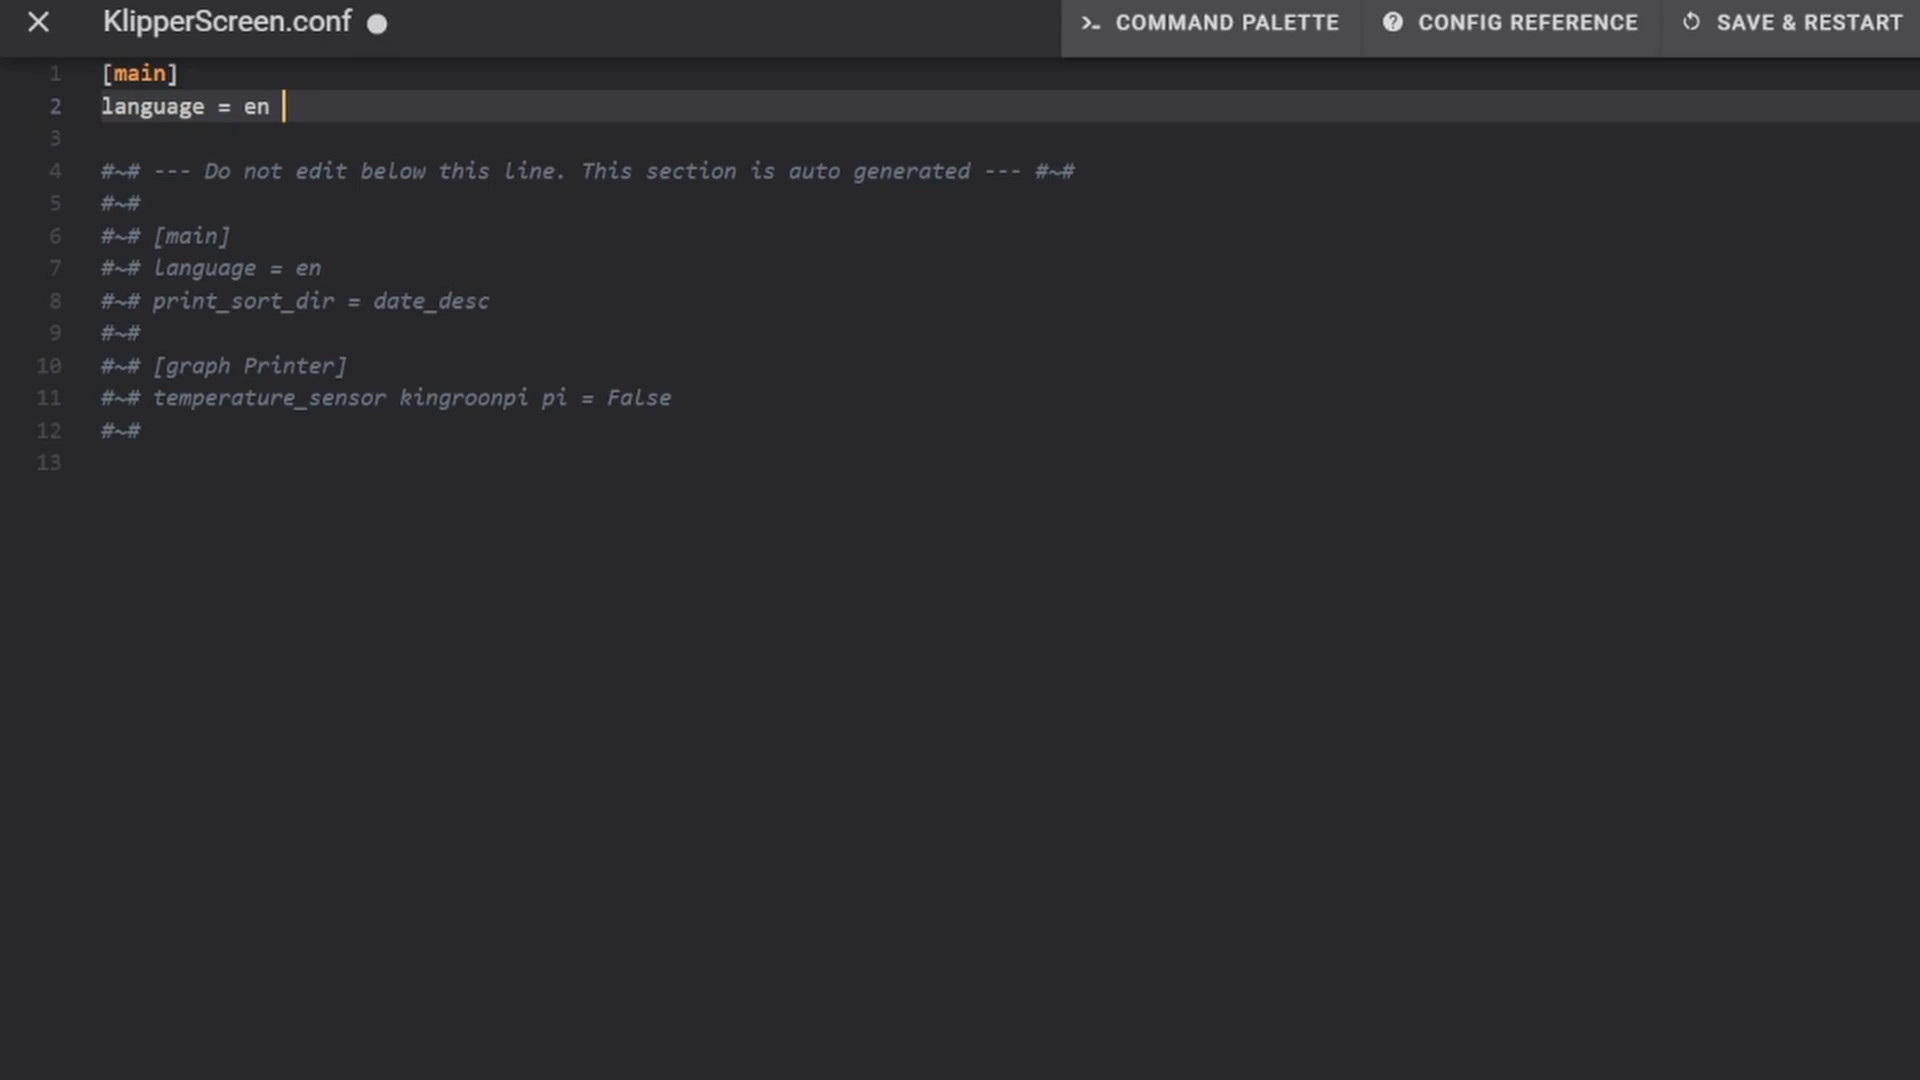 KlipperScreen.conf
COMMAND PALETTE
CONFIG REFERENCE
SAVE & RESTART
1 [main]
2 language = en
3
4 #~# --- Do not edit below this line. This section is auto generated --- #~#
5 #~#
6 #~# [main]
7 #~# language = en
8 #~# print_sort_dir = date_desc
9 #~#
10 #~# [graph Printer]
11 #~# temperature_sensor kingroonpi pi = False
12 #~#
13